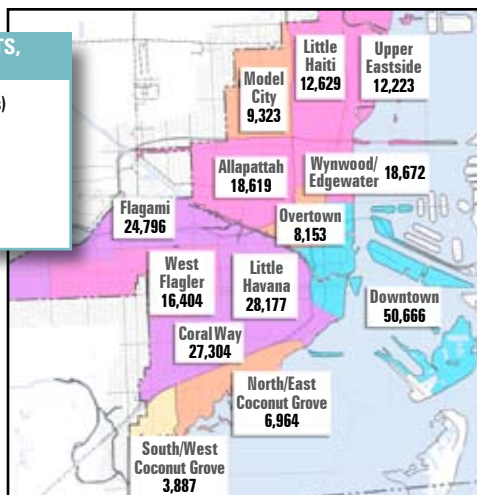 TS,
s)
Little
Haiti
12,629
Upper
Eastside
12,223
Model
City
9,323
Allapattah
18,619
Wynwood/
Edgewater
18,672
Flagami
24,796
Overtown
8,153
West
Flagler
16,404
Little
Havana
28,177
Downtown
50,666
Coral Way
27,304
North/East
Coconut Grove
6,964
South/West
Coconut Grove
3,887